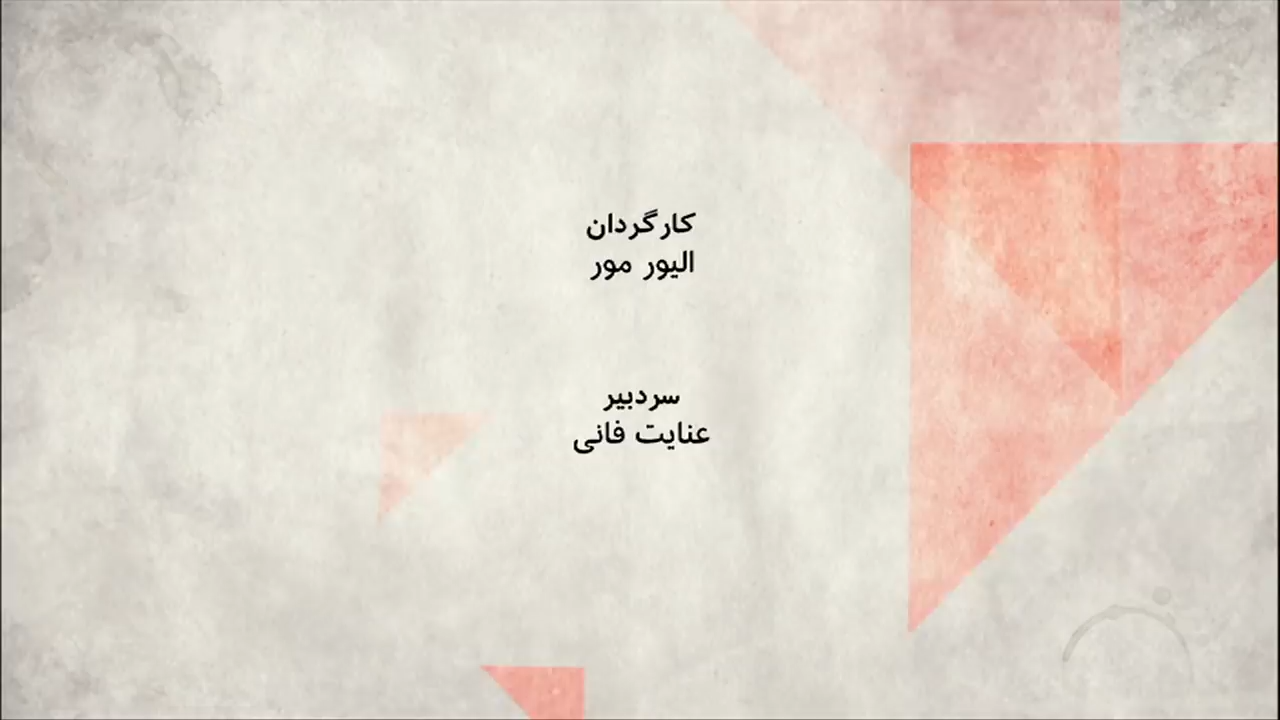 کارگردان
الیور مور
سردبیر
عنایت فانی